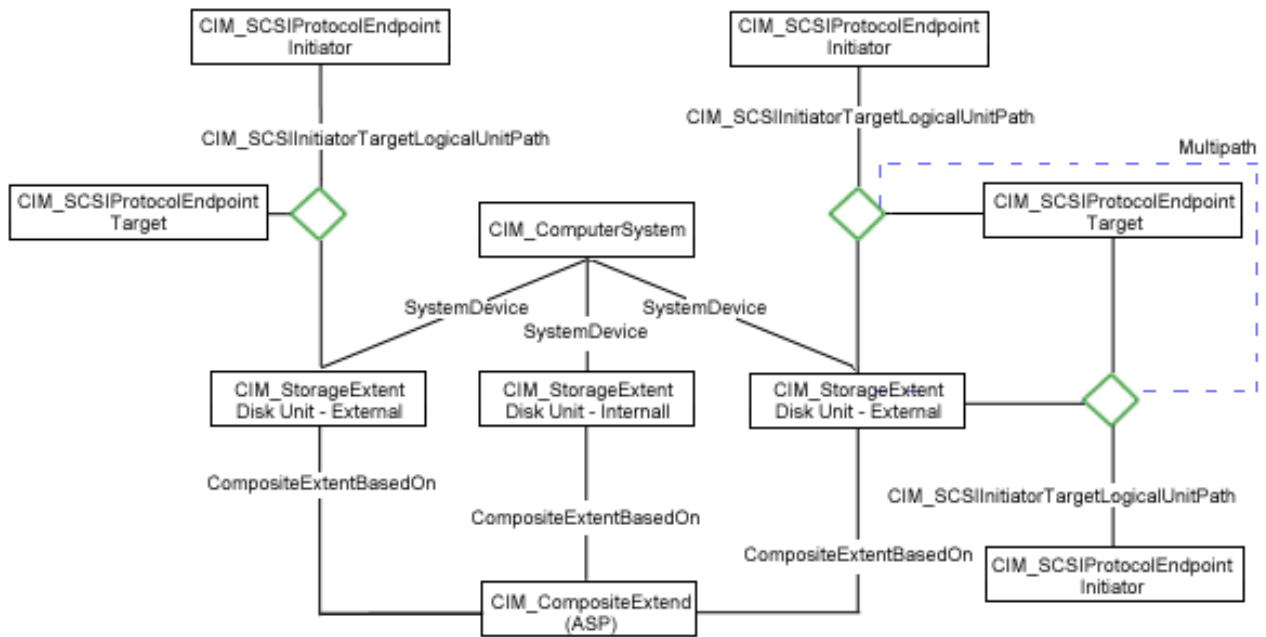 CIM_SCSIProtocolEndpoint
Initiator
CIM_SCSIProtocolEndpoint
Initiator
CIM_SCSIInitiatorTargetLogicalUnitPath
CIM_SCSIInitiatorTargetLogicalUnitPath
Multipath
CIM_SCSIProtocolEndpoint
Target
CIM_ComputerSystem
CIM_SCSIProtocolEndpoint
Target
SystemDevice
SystemDevice
SystemDevice
CIM_StorageExtent
Disk Unit - External
CIM_StorageExtent
Disk Unit - Internall
CIM_StorageExtent
Disk Unit - External
CompositeExtentBasedOn
CompositeExtentBasedOn
CompositeExtentBasedOn
CIM_SCSIInitiatorTargetLogicalUnitPath
CIM_SCSIProtocolEndpoint
Initiator
CIM_CompositeExtend
(ASP)